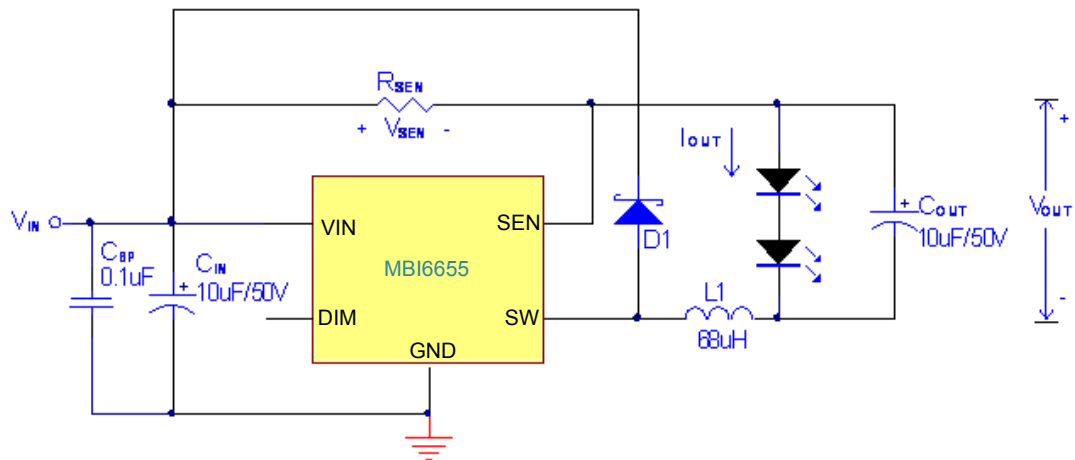 RSEN
+ VSEN -
IOUT
VIN
VIN
SEN
D1
+ COUT
10uF/50V
+
VOUT
-
CBP
0.1uF
CIN
+ 10uF/50V
MBI6655
DIM
SW
GND
L1
68uH